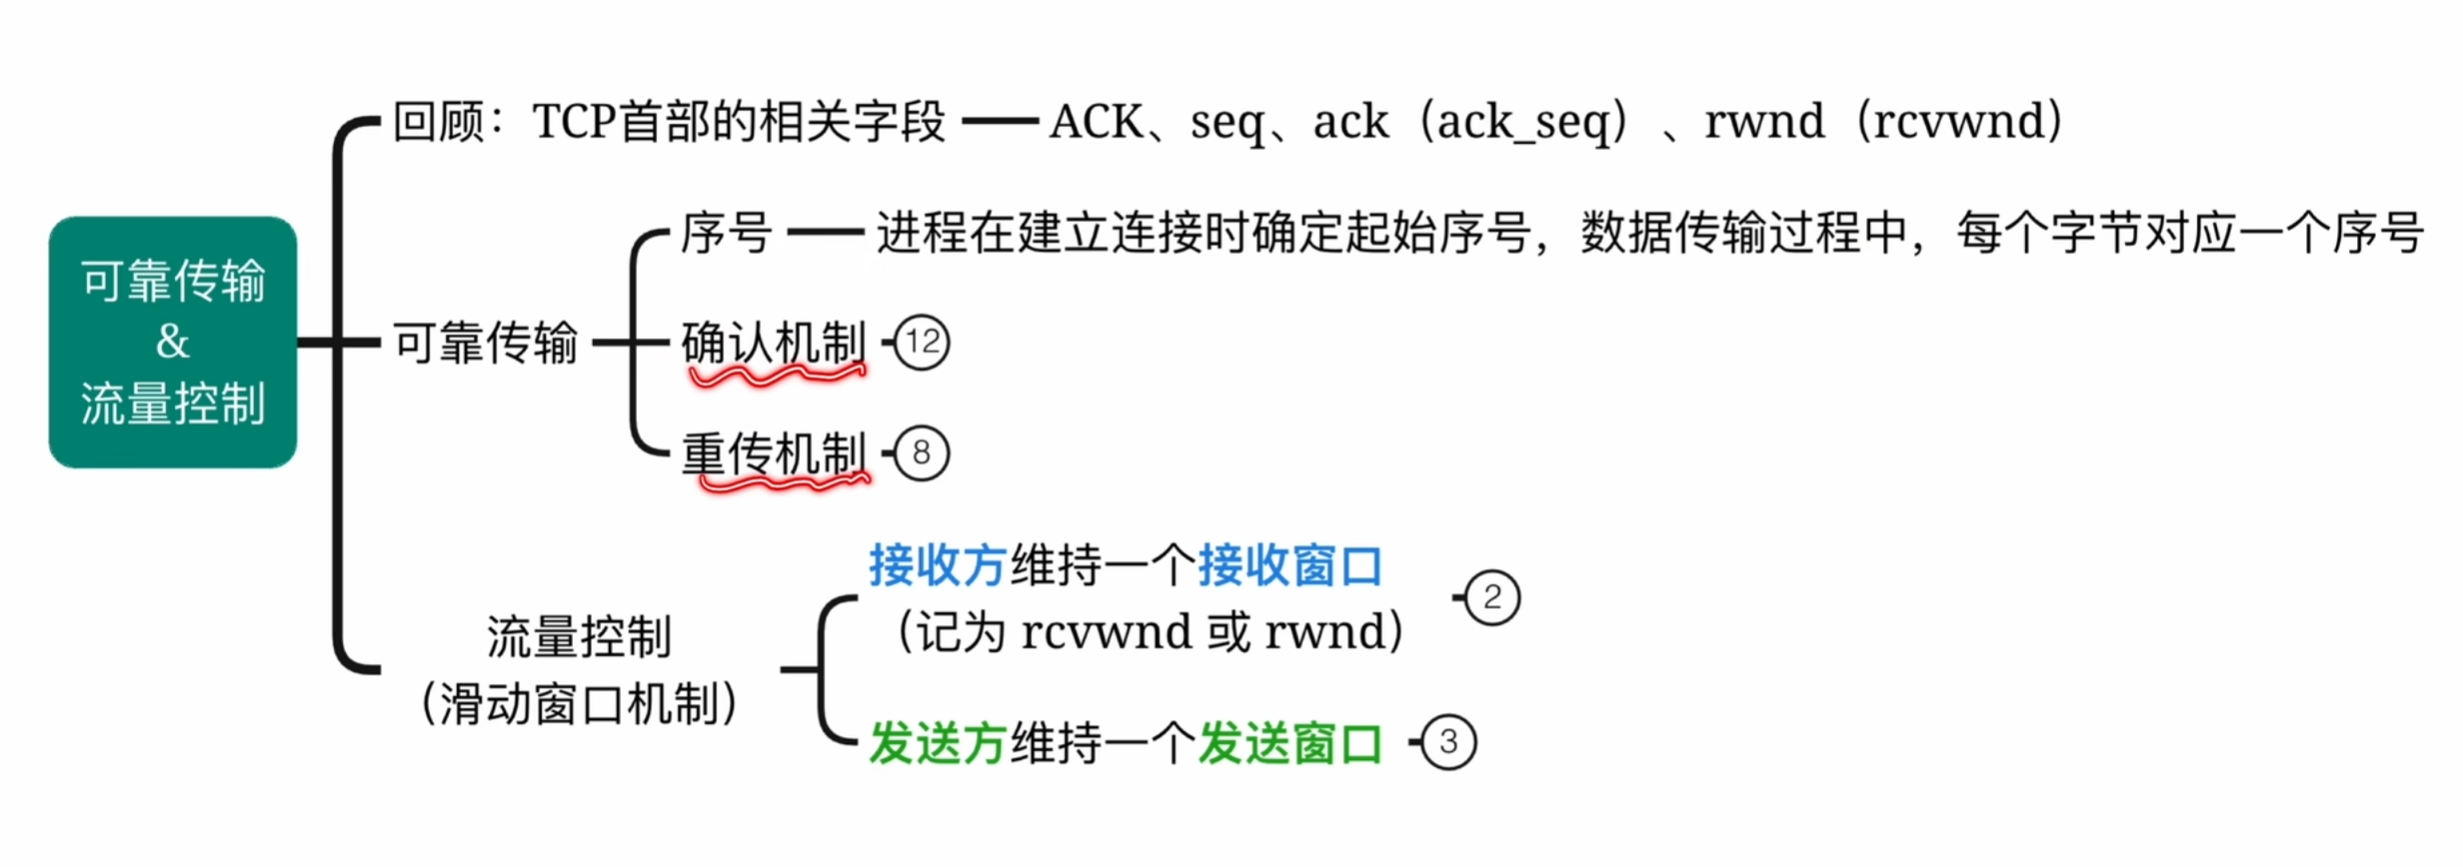 可靠传输
&
流量控制
回顾：TCP首部的相关字段
ACK、seq、ack（ack_seq）、rwnd（rcvwnd）
可靠传输
序号
进程在建立连接时确定起始序号，数据传输过程中，每个字节对应一个序号
确认机制
12
重传机制
8
流量控制
（滑动窗口机制）
接收方维持一个接收窗口
（记为 rcvwnd 或 rwnd）
2
发送方维持一个发送窗口
3